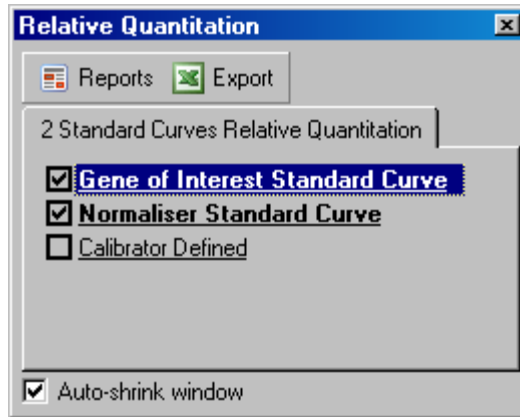 Relative Quantitation
Reports Export
2 Standard Curves Relative Quantitation
Gene of Interest Standard Curve
Normaliser Standard Curve
Calibrator Defined
Auto-shrink window